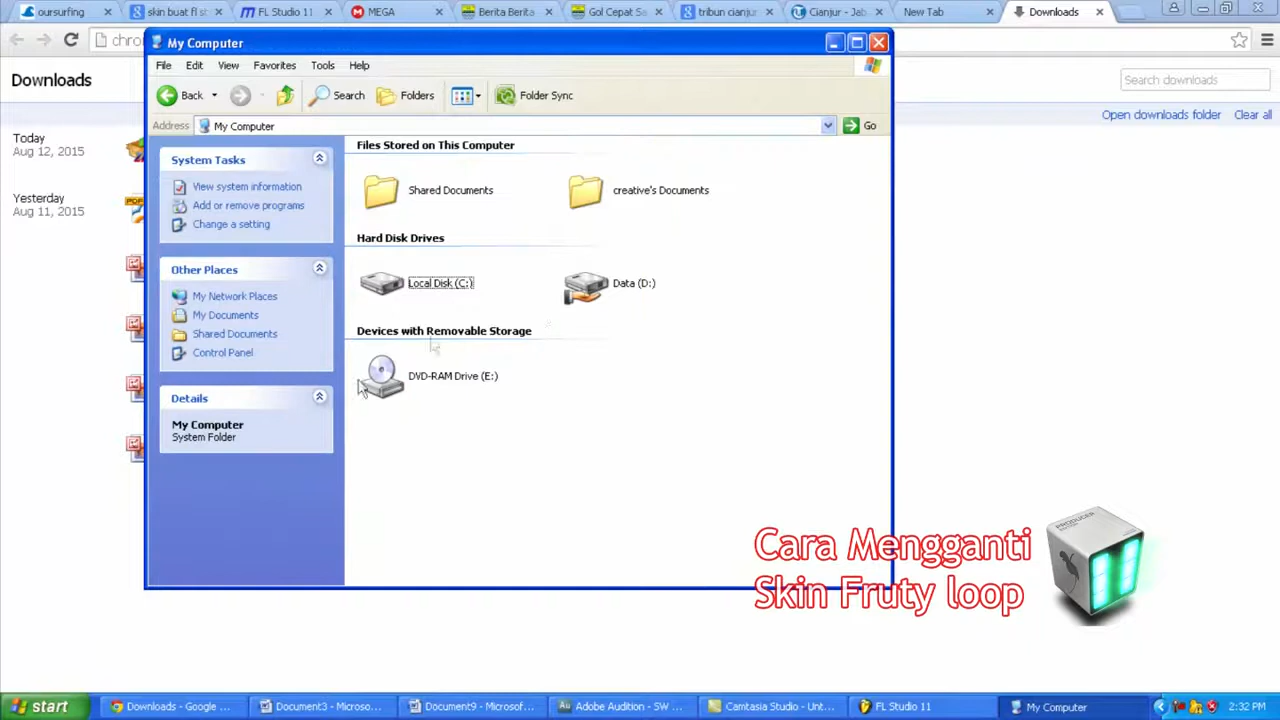 oursurfing
skin buat fl st
FL Studio 11
MEGA
Berita Berita
Gol Cepat Sa
tribun cianjur
Cianjur - Jab
New Tab
Downloads
chro
My Computer
File Edit View Favorites Tools Help
Back Search Folders Folder Sync
Address My Computer Go
Downloads
Search downloads
Open downloads folder Clear all
Today
Aug 12, 2015
Yesterday
Aug 11, 2015
System Tasks
View system information
Add or remove programs
Change a setting
Other Places
My Network Places
My Documents
Shared Documents
Control Panel
Details
My Computer
System Folder
Files Stored on This Computer
Shared Documents creative's Documents
Hard Disk Drives
Local Disk (C:) Data (D:)
Devices with Removable Storage
DVD-RAM Drive (E:)
Cara Mengganti
Skin Fruty loop
PRODUCER
start
Downloads - Google ...
Document3 - Microso...
Document9 - Microsof...
Adobe Audition - SW ...
Camtasia Studio - Unt...
FL Studio 11
My Computer
2:32 PM